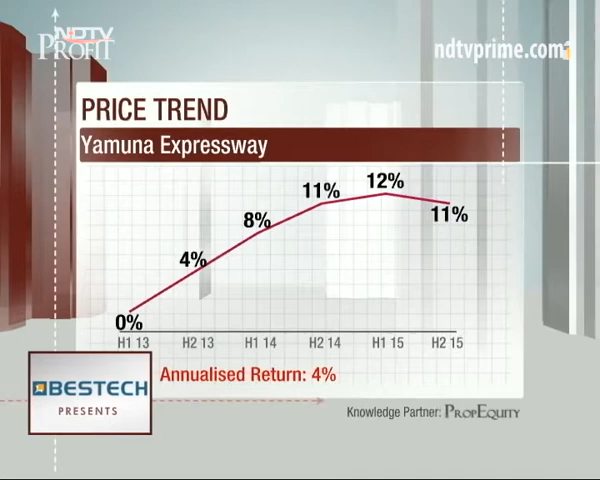 NDTV
PROFIT
ndtvprime.com
PRICE TREND
Yamuna Expressway
0%
4%
8%
11%
12%
11%
H1 13
H2 13
H1 14
H2 14
H1 15
H2 15
Annualised Return: 4%
BESTECH
PRESENTS
Knowledge Partner: PROPEQUITY